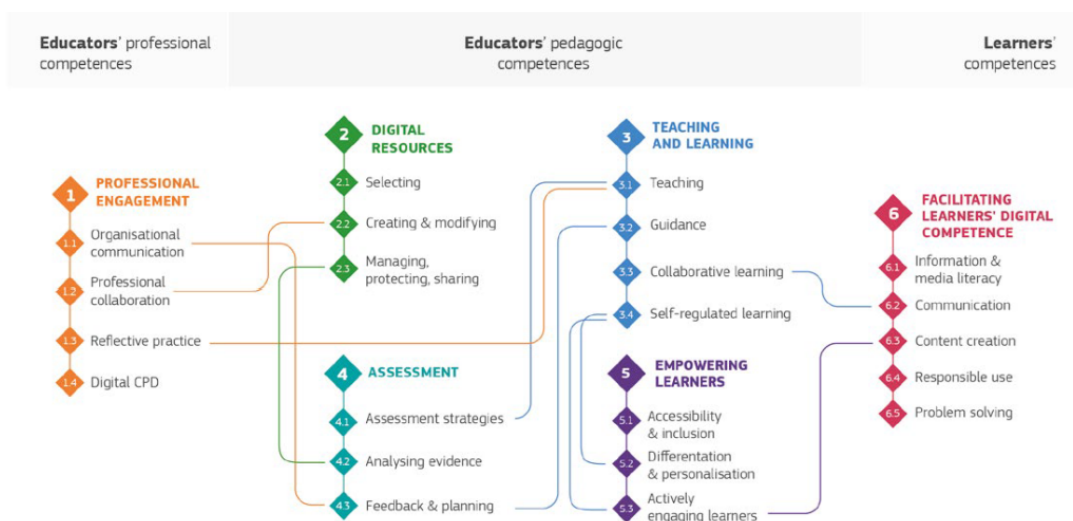 Educators' professional
competences
Educators' pedagogic
competences
Learners'
competences
1
PROFESSIONAL
ENGAGEMENT
1.1
Organisational
communication
1.2
Professional
collaboration
1.3
Reflective practice
1.4
Digital CPD
2
DIGITAL
RESOURCES
2.1
Selecting
2.2
Creating & modifying
2.3
Managing,
protecting, sharing
3
TEACHING
AND LEARNING
3.1
Teaching
3.2
Guidance
3.3
Collaborative learning
3.4
Self-regulated learning
4
ASSESSMENT
4.1
Assessment strategies
4.2
Analysing evidence
4.3
Feedback & planning
5
EMPOWERING
LEARNERS
5.1
Accessibility
& inclusion
5.2
Differentation
& personalisation
5.3
Actively
engaging learners
6
FACILITATING
LEARNERS' DIGITAL
COMPETENCE
6.1
Information &
media literacy
6.2
Communication
6.3
Content creation
6.4
Responsible use
6.5
Problem solving